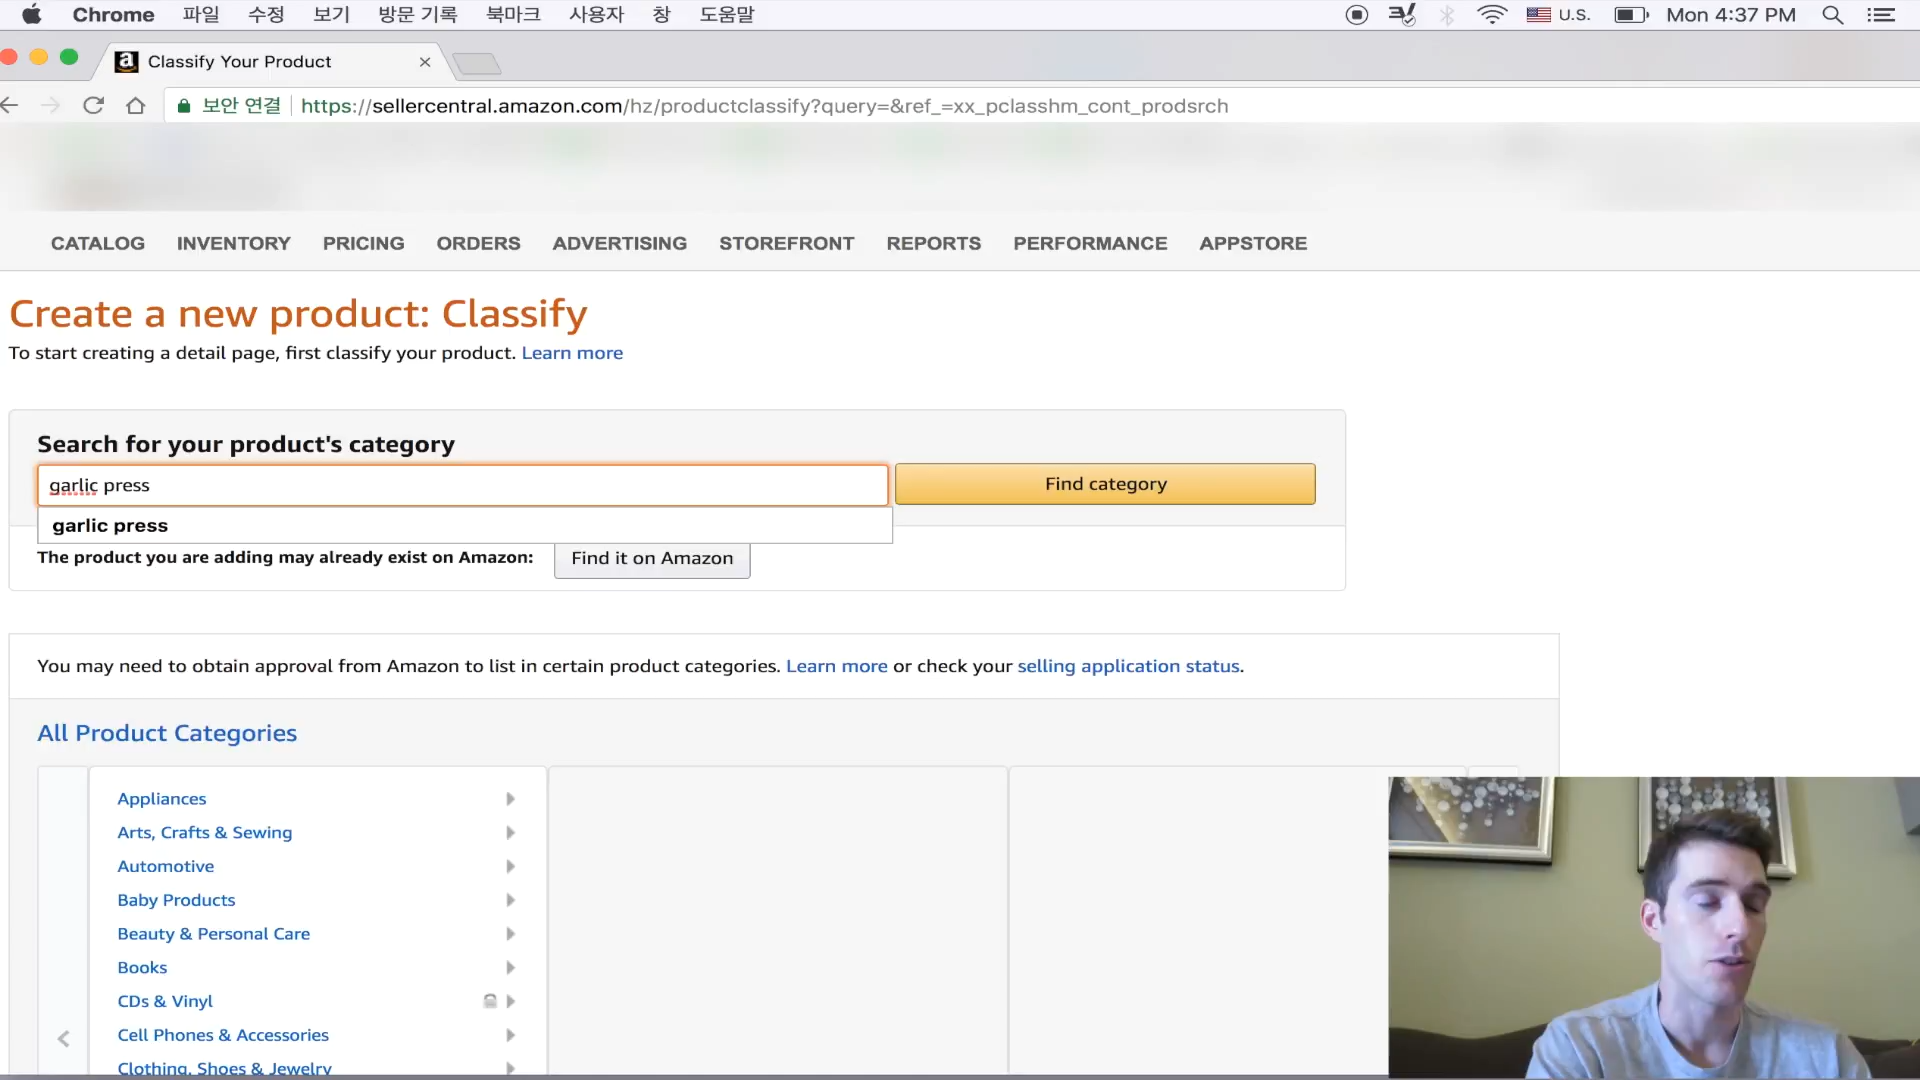 Chrome 파일 수정 보기 방문 기록 북마크 사용자 창 도움말 U.S. Mon 4:37 PM
Classify Your Product
보안 연결 https://sellercentral.amazon.com/hz/productclassify?query=&ref_=xx_pclasshm_cont_prodsrch
CATALOG INVENTORY PRICING ORDERS ADVERTISING STOREFRONT REPORTS PERFORMANCE APPSTORE
Create a new product: Classify
To start creating a detail page, first classify your product. Learn more
Search for your product's category
garlic press Find category
garlic press
The product you are adding may already exist on Amazon: Find it on Amazon
You may need to obtain approval from Amazon to list in certain product categories. Learn more or check your selling application status.
All Product Categories
Appliances
Arts, Crafts & Sewing
Automotive
Baby Products
Beauty & Personal Care
Books
CDs & Vinyl
Cell Phones & Accessories
Clothing, Shoes & Jewelry